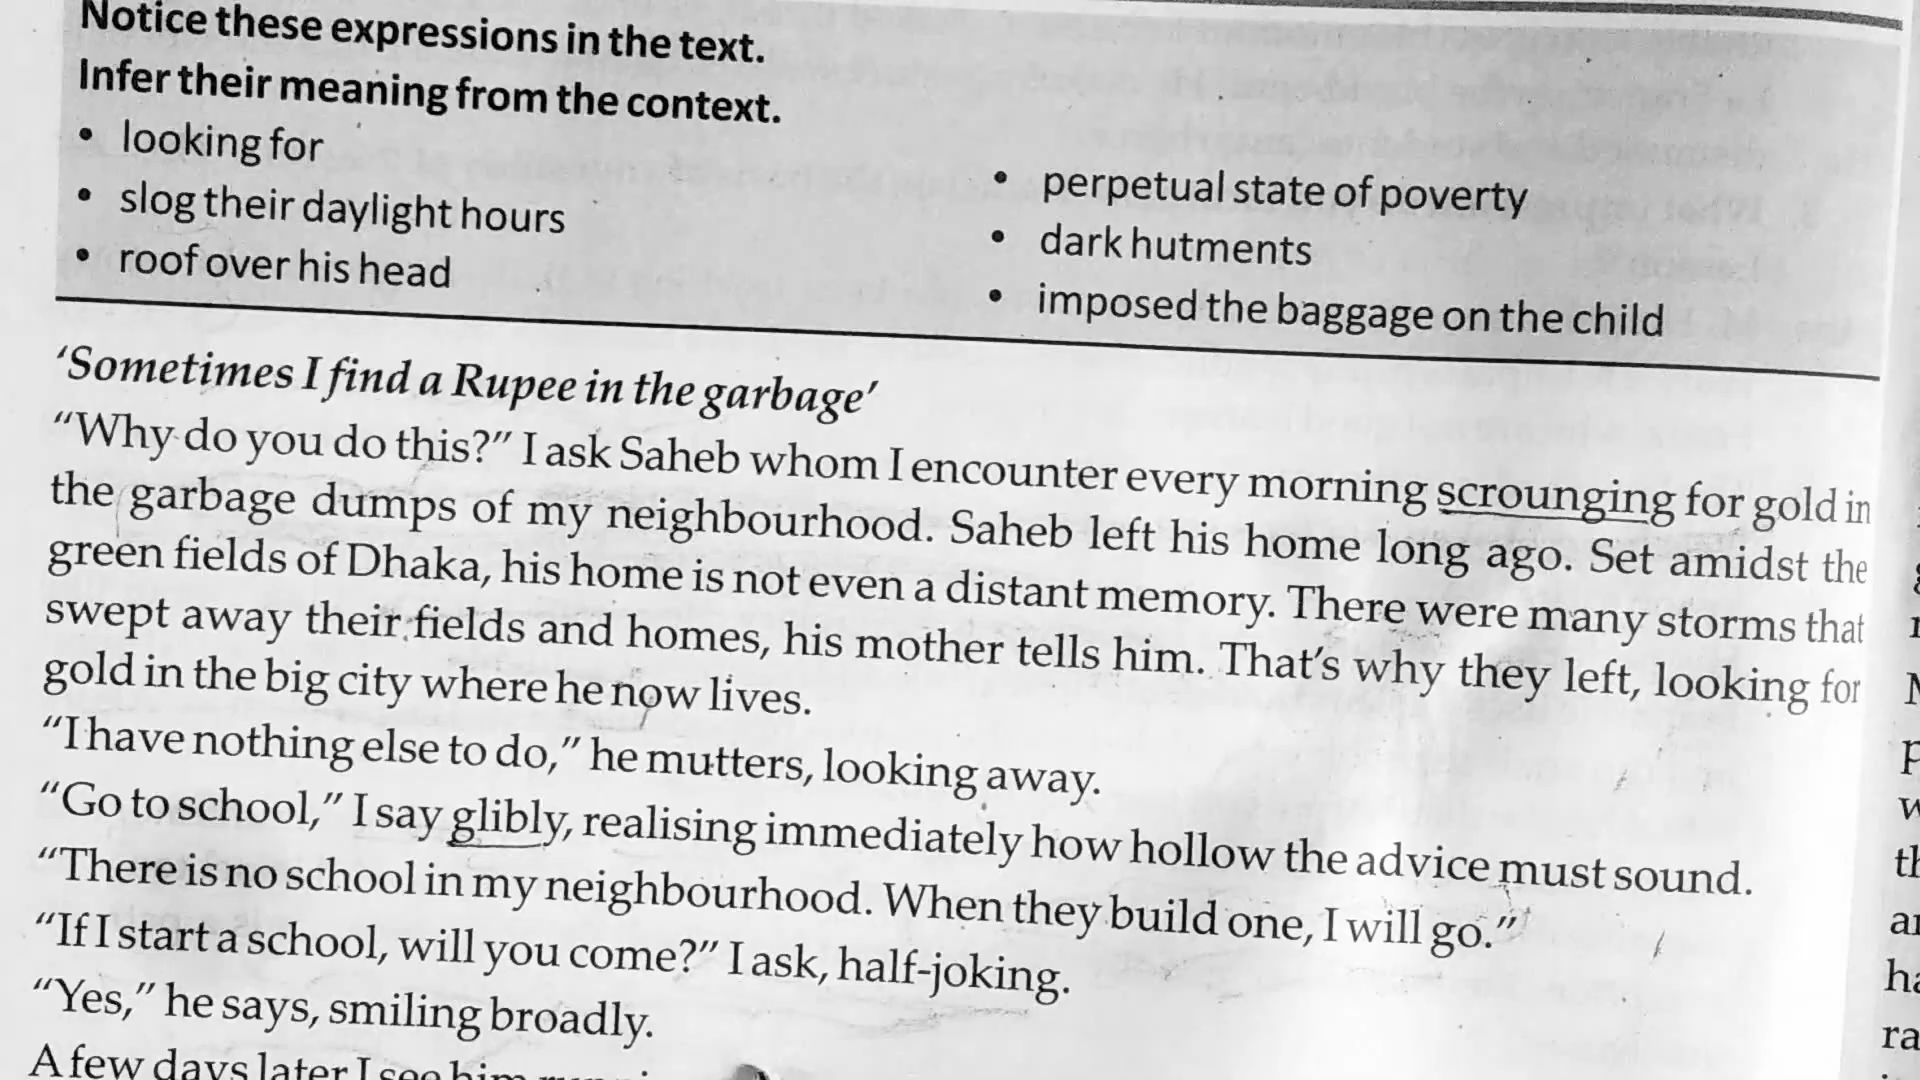 Notice these expressions in the text.
Infer their meaning from the context.
• looking for
• slog their daylight hours
• roof over his head
• perpetual state of poverty
• dark hutments
• imposed the baggage on the child
‘Sometimes I find a Rupee in the garbage’
“Why do you do this?” I ask Saheb whom I encounter every morning scrounging for gold in
the garbage dumps of my neighbourhood. Saheb left his home long ago. Set amidst the
green fields of Dhaka, his home is not even a distant memory. There were many storms that
swept away their fields and homes, his mother tells him. That’s why they left, looking for
gold in the big city where he now lives.
“I have nothing else to do,” he mutters, looking away.
“Go to school,” I say glibly, realising immediately how hollow the advice must sound.
“There is no school in my neighbourhood. When they build one, I will go.”
“If I start a school, will you come?” I ask, half-joking.
“Yes,” he says, smiling broadly.
A few days later I see him